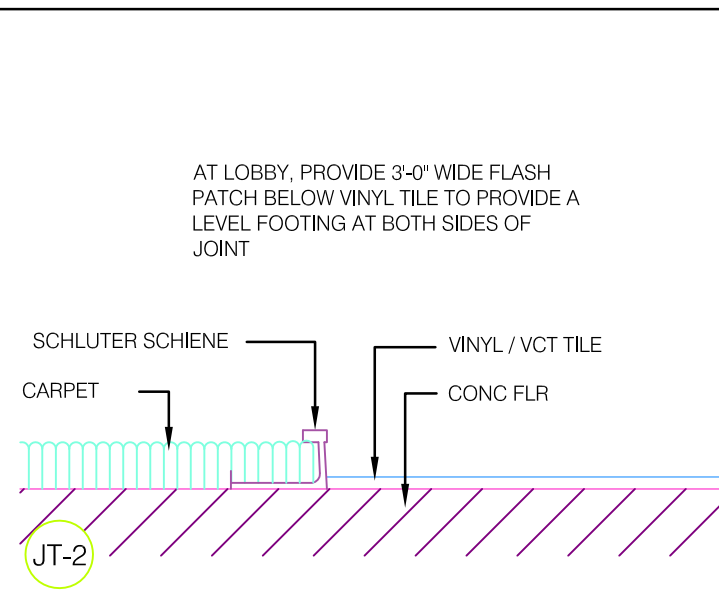 AT LOBBY, PROVIDE 3'-0" WIDE FLASH
PATCH BELOW VINYL TILE TO PROVIDE A
LEVEL FOOTING AT BOTH SIDES OF
JOINT
SCHLUTER SCHIENE
VINYL / VCT TILE
CARPET
CONC FLR
JT-2